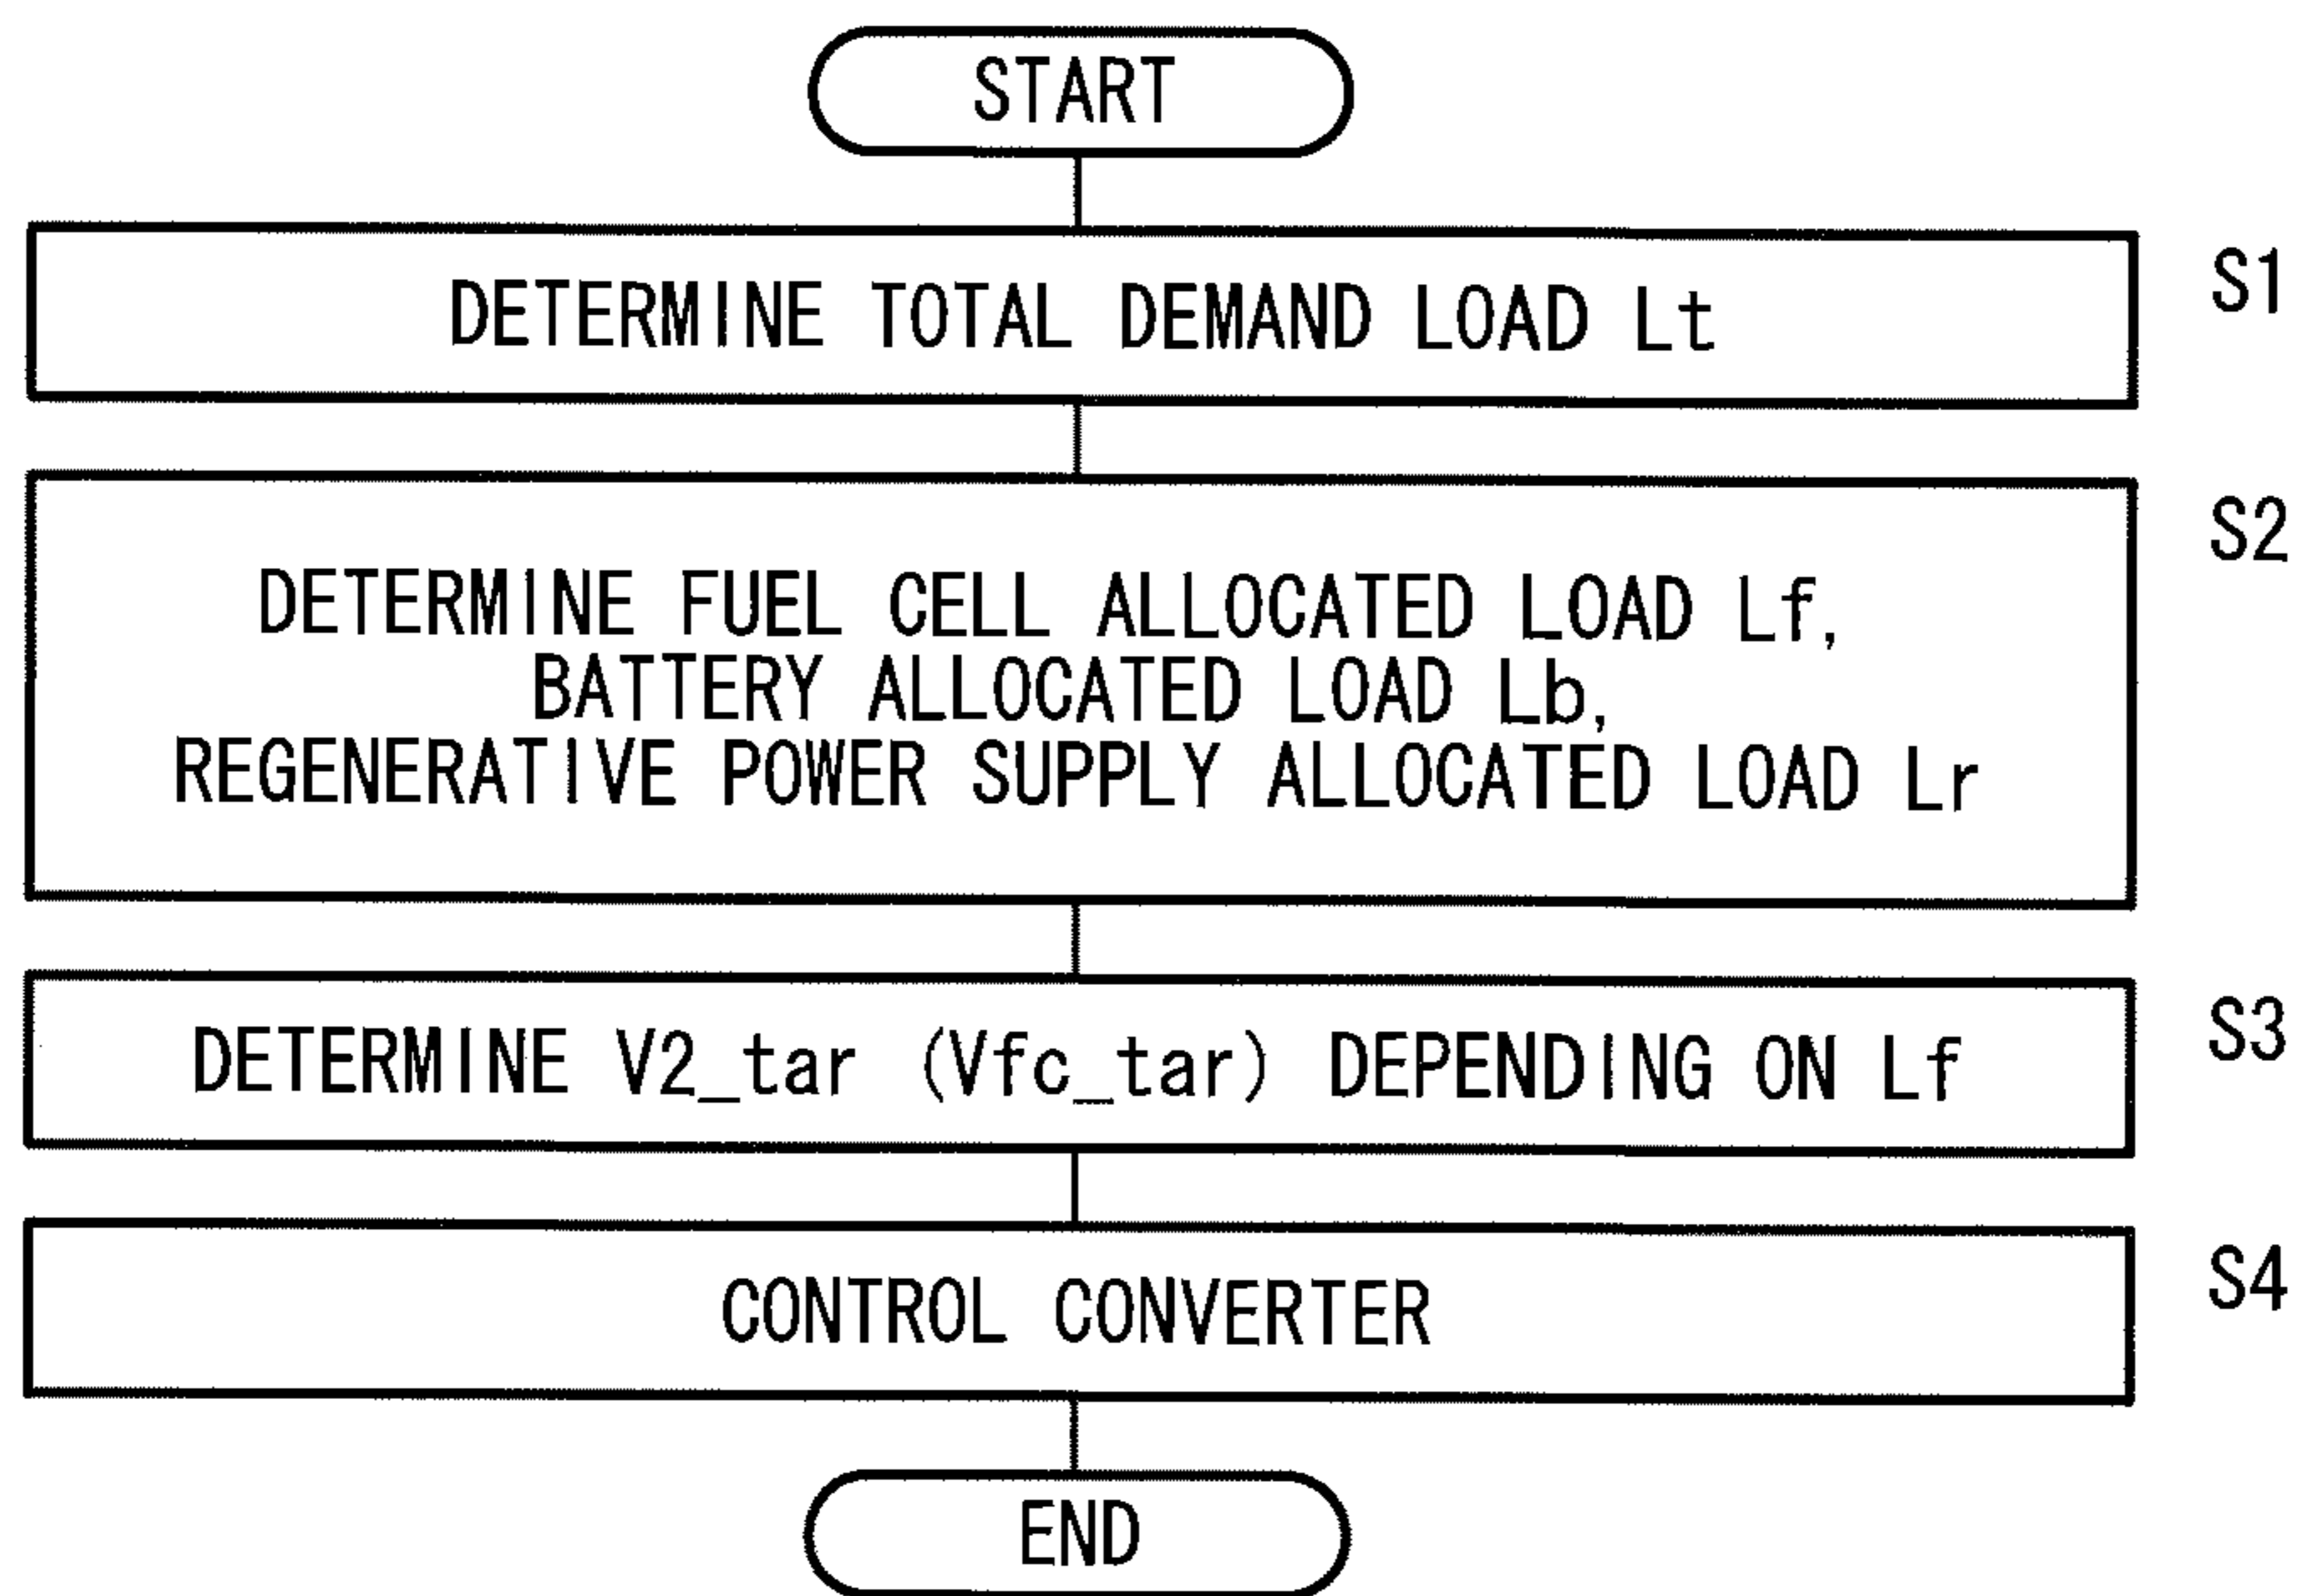 START
DETERMINE TOTAL DEMAND LOAD Lt
S1
DETERMINE FUEL CELL ALLOCATED LOAD Lf,
BATTERY ALLOCATED LOAD Lb,
REGENERATIVE POWER SUPPLY ALLOCATED LOAD Lr
S2
DETERMINE V2_tar (Vfc_tar) DEPENDING ON Lf
S3
CONTROL CONVERTER
S4
END